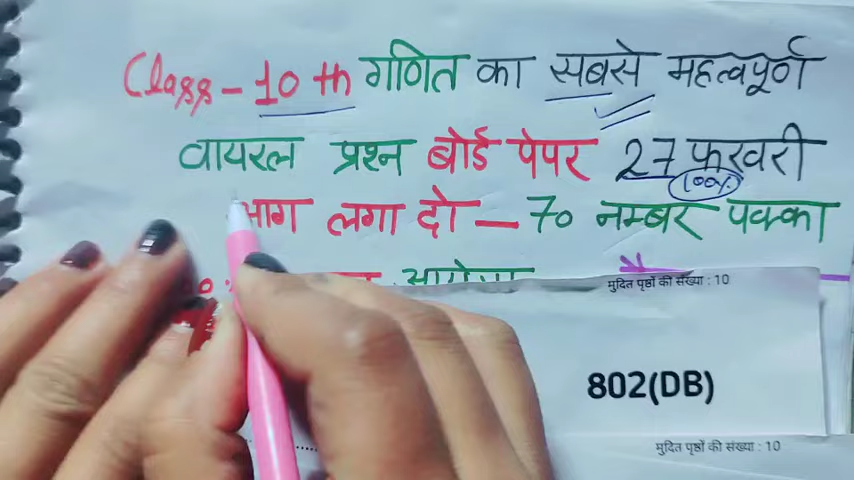 Class - 10 th गणित का सबसे महत्वपूर्ण
वायरल प्रश्न बोर्ड पेपर 27 फरवरी
100%
भाग लगा दो - 70 नम्बर पक्का
आयेगा
मुद्रित पृष्ठों की संख्या : 10
802(DB)
मुद्रित पृष्ठों की संख्या : 10